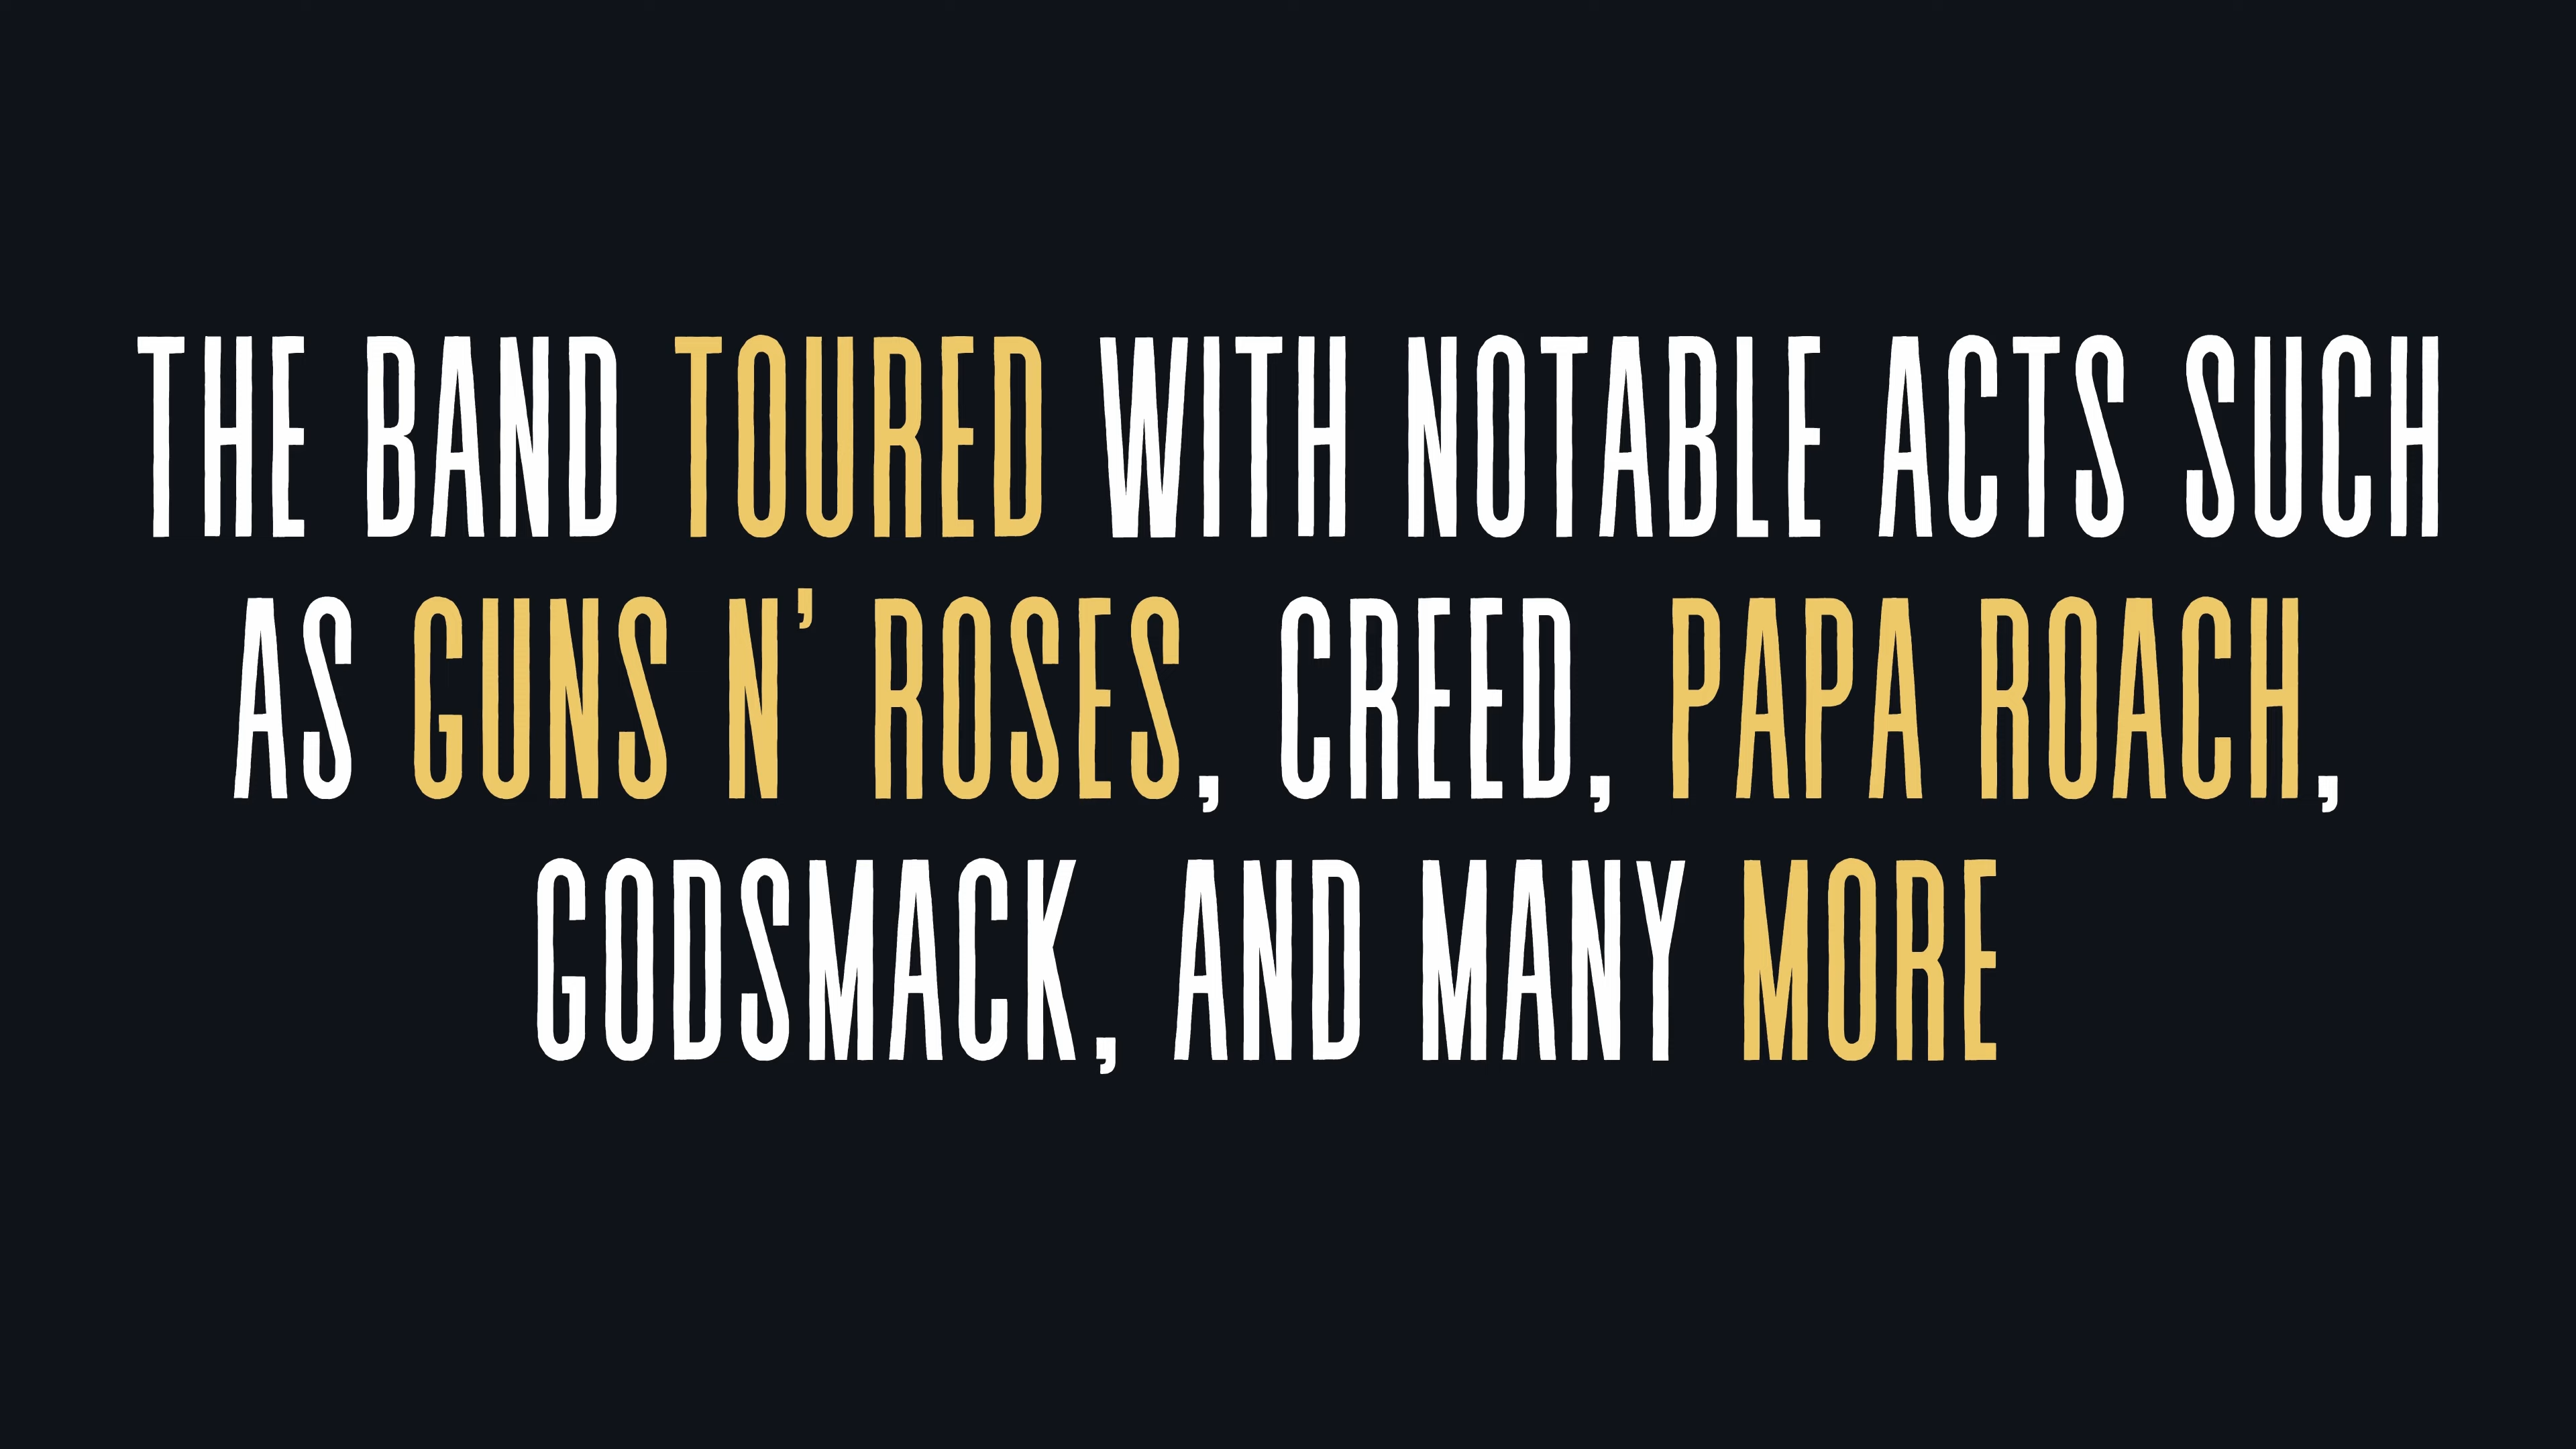 THE BAND TOURED WITH NOTABLE ACTS SUCH
AS GUNS N’ ROSES, CREED, PAPA ROACH,
GODSMACK, AND MANY MORE